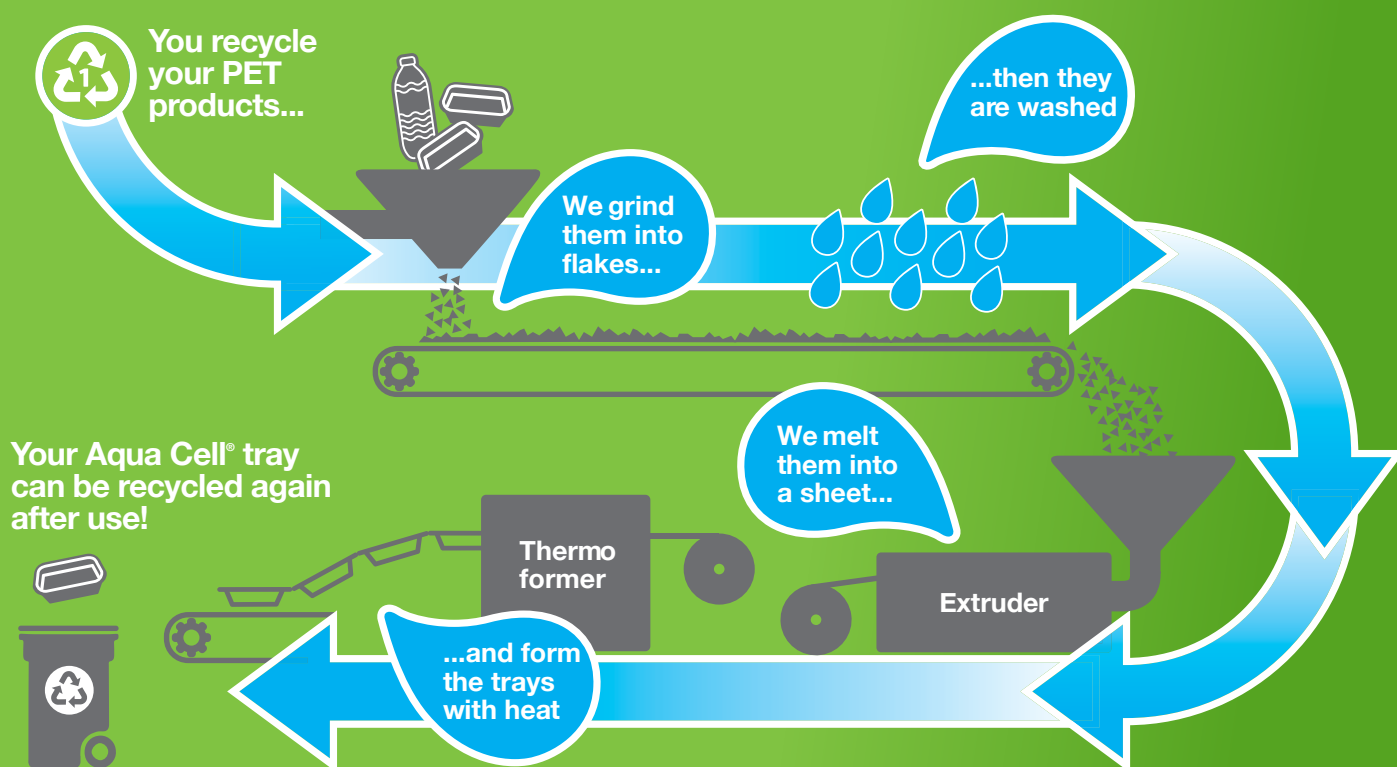 1
You recycle
your PET
products...
...then they
are washed
We grind
them into
flakes...
We melt
them into
a sheet...
Your Aqua Cell® tray
can be recycled again
after use!
Thermo
former
Extruder
...and form
the trays
with heat